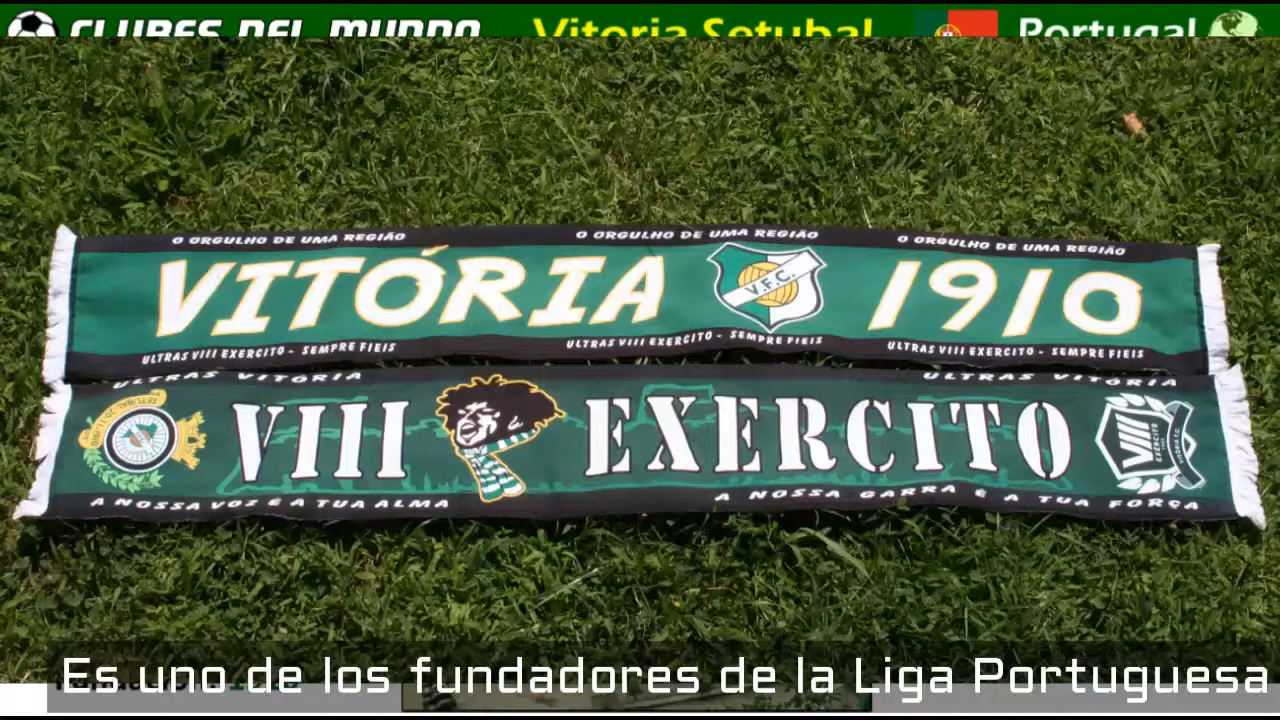 CLUBES DEL MUNDO Vitoria Setubal Portugal
O ORGULHO DE UMA REGIÃO O ORGULHO DE UMA REGIÃO O ORGULHO DE UMA REGIÃO
VITÓRIA V.F.C. 1910
ULTRAS VIII EXERCITO - SEMPRE FIEIS ULTRAS VIII EXERCITO - SEMPRE FIEIS ULTRAS VIII EXERCITO - SEMPRE FIEIS
ULTRAS VITÓRIA ULTRAS VITÓRIA
VIII EXERCITO VIII EXERCITO
A NOSSA VOZ É A TUA ALMA A NOSSA GARRA É A TUA FORÇA
Es uno de los fundadores de la Liga Portuguesa